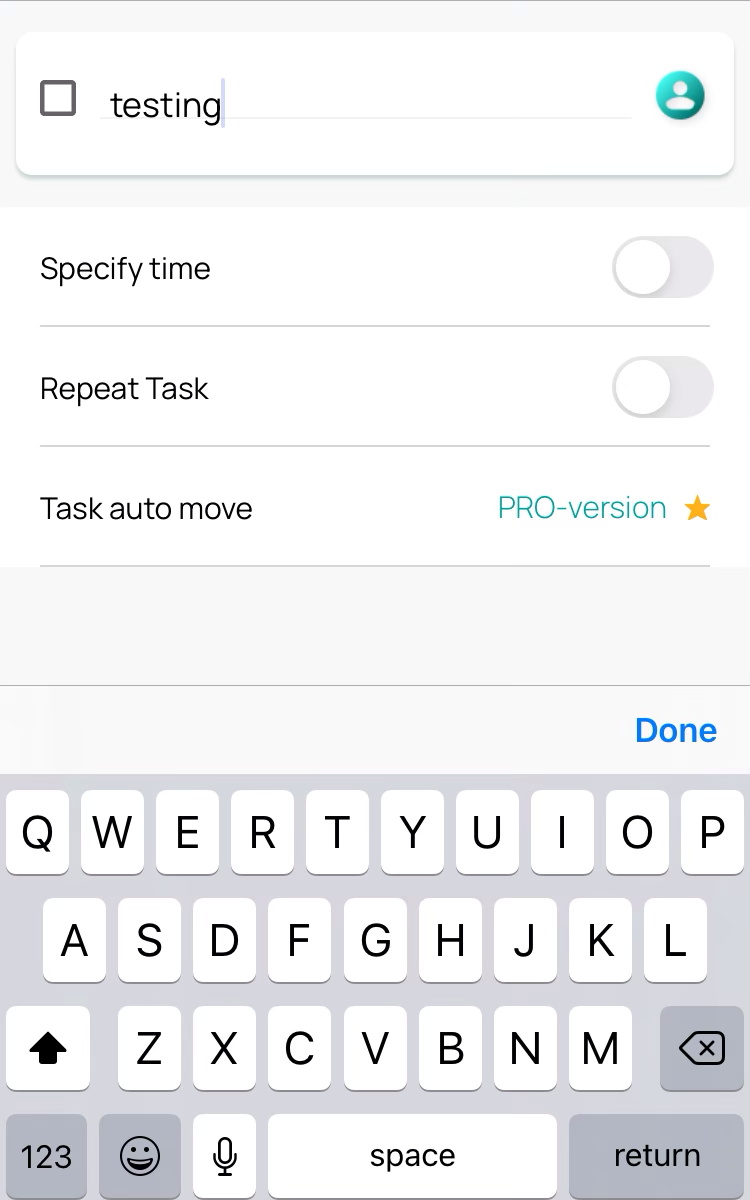 testing
Specify time
Repeat Task
Task auto move PRO-version
Done
Q W E R T Y U I O P
A S D F G H J K L
Z X C V B N M
123 space return